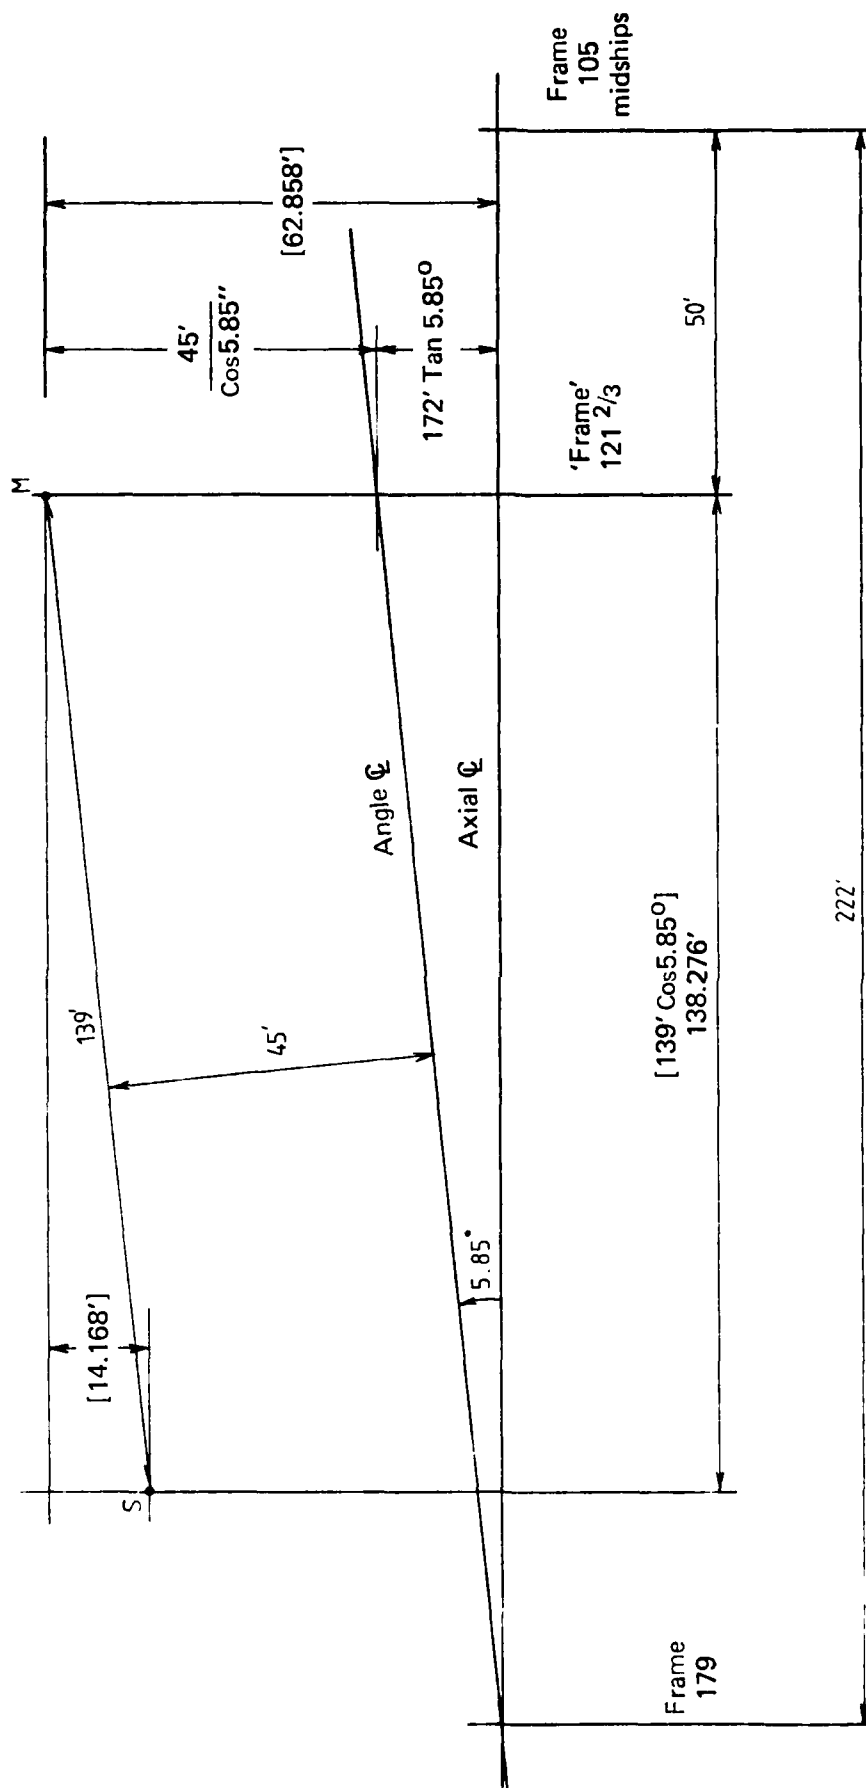 M
S
139′
45′
[14.168′]
45′
Cos 5.85″
172′ Tan 5.85°
[62.858′]
Angle ℄
Axial ℄
5.85°
'Frame'
121 2/3
50′
Frame
105
midships
[139′ Cos 5.85°]
138.276′
Frame
179
222′